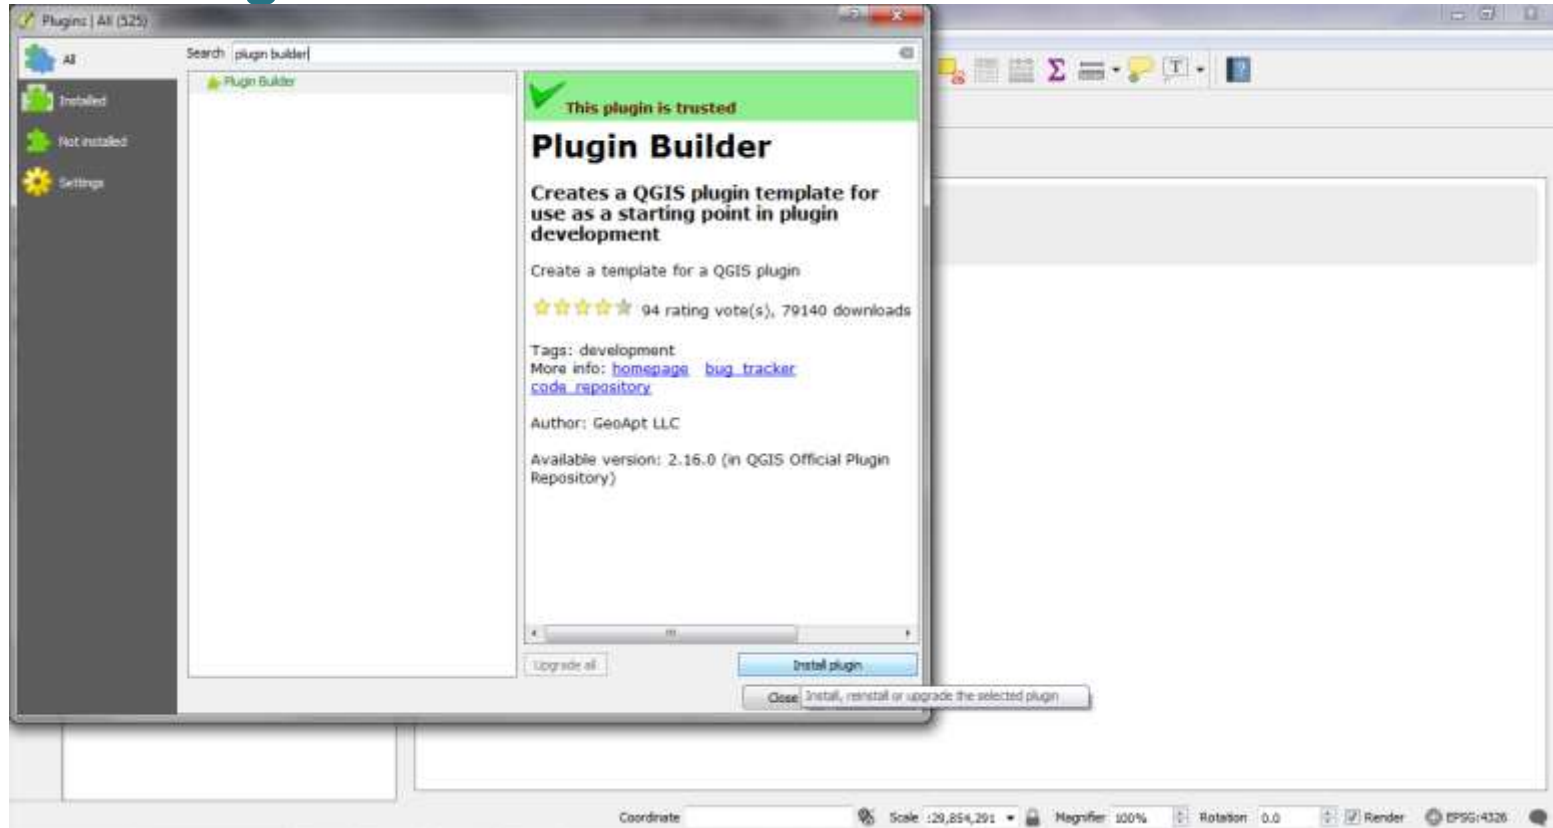 Plugins | All (525)
All
Search plugin builder
Installed
Not installed
Settings
Plugin Builder
This plugin is trusted
Plugin Builder
Creates a QGIS plugin template for
use as a starting point in plugin
development
Create a template for a QGIS plugin
94 rating vote(s), 79140 downloads
Tags: development
More info: homepage bug tracker
code repository
Author: GeoApt LLC
Available version: 2.16.0 (in QGIS Official Plugin
Repository)
Upgrade all
Install plugin
Close
Install, reinstall or upgrade the selected plugin
Coordinate Scale :29,854,291 Magnifier 100% Rotation 0.0 Render EPSG:4326